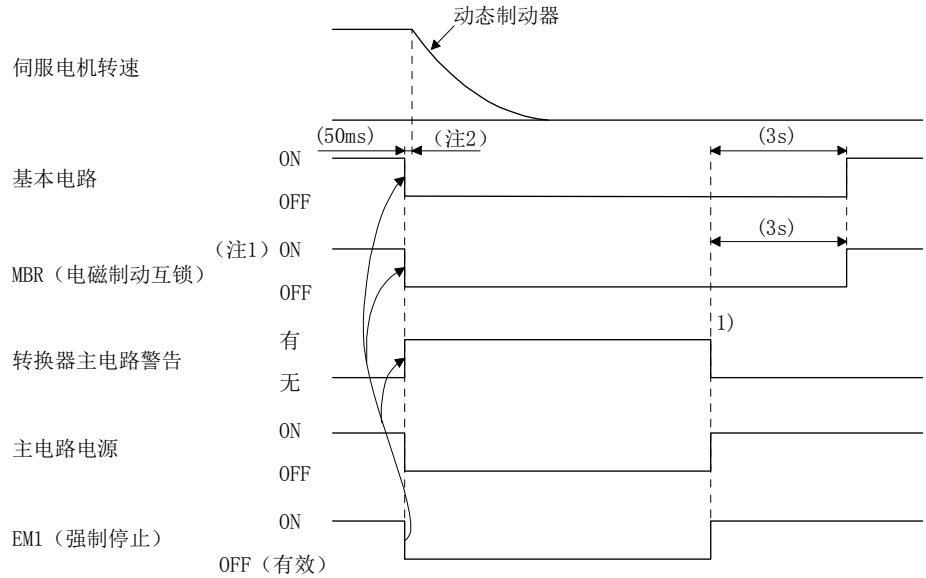 动态制动器
伺服电机转速
(50ms)
（注2）
(3s)
ON
基本电路
OFF
(3s)
（注1）ON
MBR（电磁制动互锁）
OFF
1)
有
转换器主电路警告
无
ON
主电路电源
OFF
ON
EM1（强制停止）
OFF（有效）